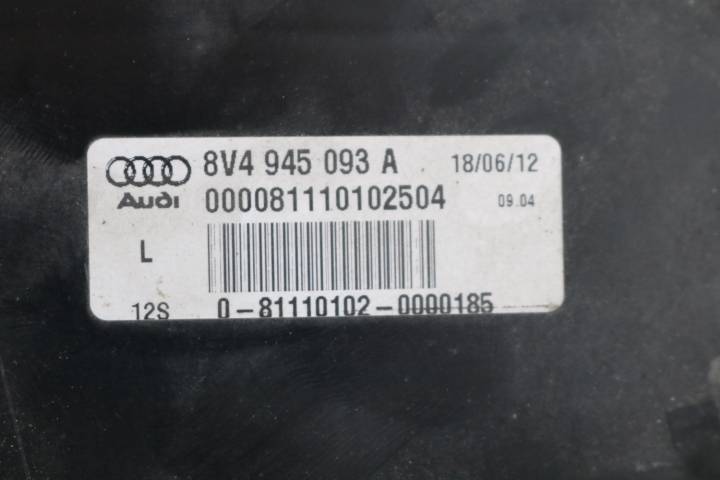 8V4 945 093 A 18/06/12
Audi 000081110102504 09.04
L
12S 0-81110102-0000185